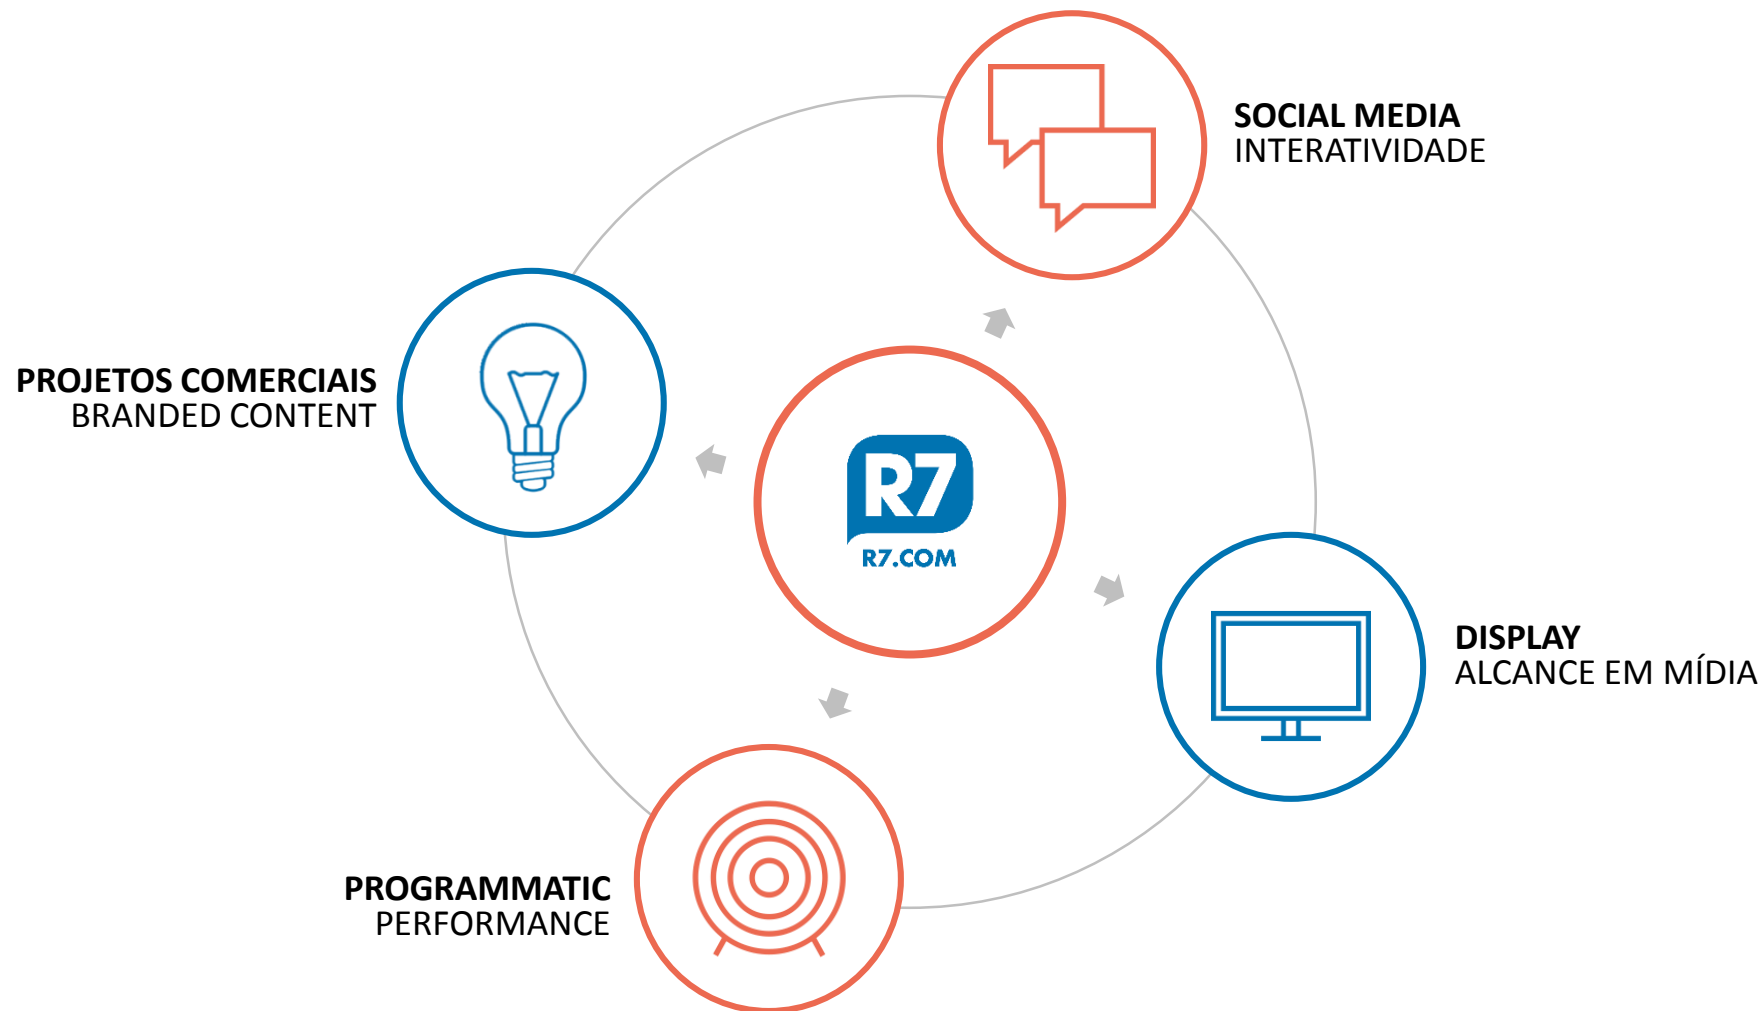 SOCIAL MEDIA
INTERATIVIDADE
PROJETOS COMERCIAIS
BRANDED CONTENT
R7
R7.COM
DISPLAY
ALCANCE EM MÍDIA
PROGRAMMATIC
PERFORMANCE